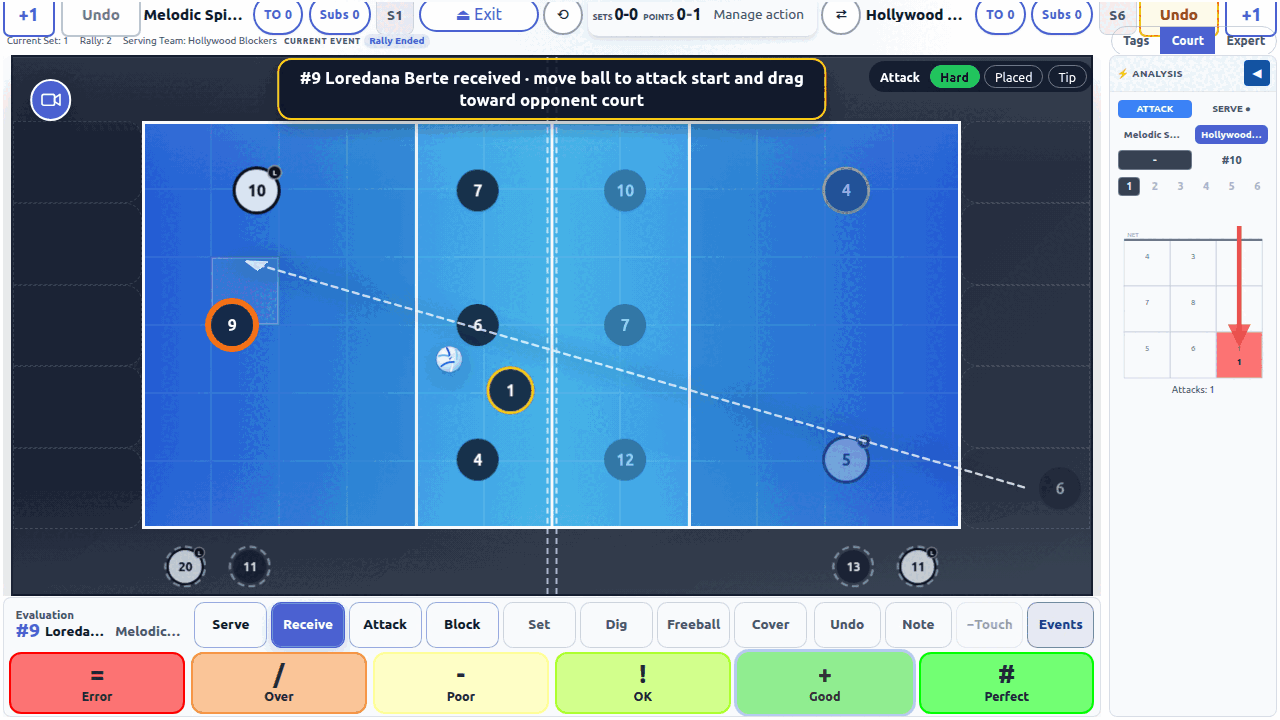 +1 Undo Melodic Spi... TO 0 Subs 0 S1 ⏏ Exit ⟲ SETS 0-0 POINTS 0-1 Manage action ⇄ Hollywood ... TO 0 Subs 0 S6 Undo +1
Current Set: 1 Rally: 2 Serving Team: Hollywood Blockers CURRENT EVENT Rally Ended
Tags Court Expert
#9 Loredana Berte received · move ball to attack start and drag
toward opponent court
Attack Hard Placed Tip
⚡ ANALYSIS ◀
ATTACK SERVE ●
Melodic S... Hollywood...
- #10
1 2 3 4 5 6
NET
4 3
7 8
5 6 1
Attacks: 1
10 L 7 10 4
9 6 7
1
4 12 5
6
20 L 11 13 11 L
Evaluation
#9 Loreda... Melodic...
Serve Receive Attack Block Set Dig Freeball Cover Undo Note −Touch Events
= / - ! + #
Error Over Poor OK Good Perfect